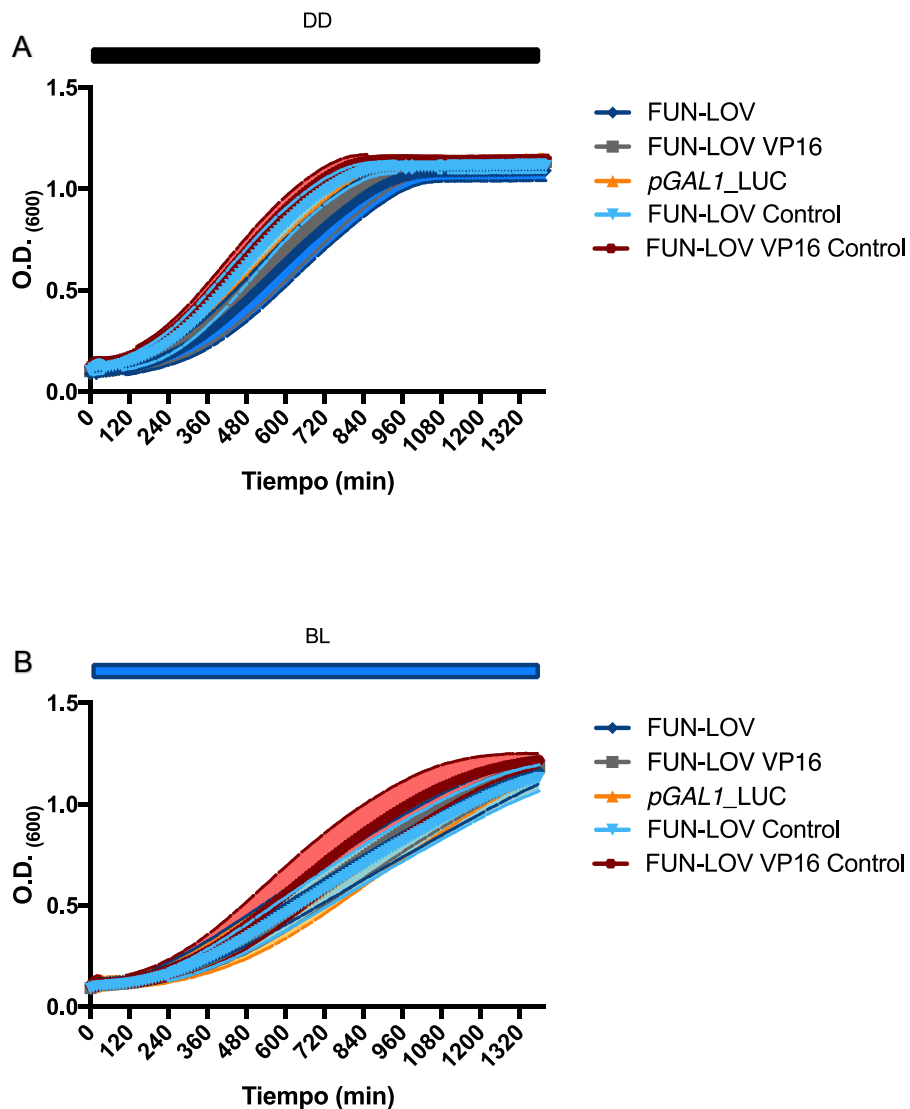 DD
A
1.5
1.0
0.5
0.0
O.D. (600)
0 120 240 360 480 600 720 840 960 1080 1200 1320
Tiempo (min)
FUN-LOV
FUN-LOV VP16
pGAL1_LUC
FUN-LOV Control
FUN-LOV VP16 Control
BL
B
1.5
1.0
0.5
0.0
O.D. (600)
0 120 240 360 480 600 720 840 960 1080 1200 1320
Tiempo (min)
FUN-LOV
FUN-LOV VP16
pGAL1_LUC
FUN-LOV Control
FUN-LOV VP16 Control